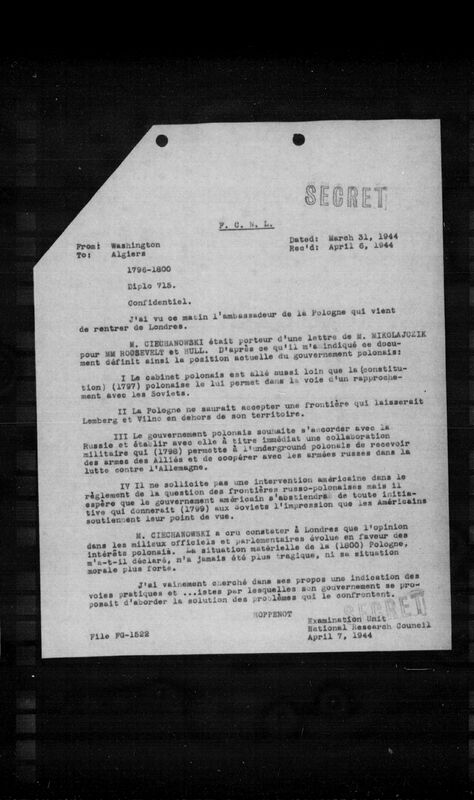 SECRET
F. C. N. L.
Dated: March 31, 1944
From: Washington
Rec'd: April 6, 1944
To: Algiers
1796-1800
Diplo 715.
Confidentiel.
J'ai vu ce matin l'ambassadeur de la Pologne qui vient
de rentrer de Londres.
M. CIECHANOWSKI était porteur d'une lettre de M. MIKOLAJCZIK
pour MM ROOSEVELT et HULL. D'après ce qu'il m'a indiqué ce docu-
ment définit ainsi la position actuelle du gouvernement polonais:
I Le cabinet polonais est allé aussi loin que la (constitu-
tion) (1797) polonaise le lui permet dans la voie d'un rapproche-
ment avec les Soviets.
II La Pologne ne saurait accepter une frontière qui laisserait
Lemberg et Vilno en dehors de son territoire.
III Le gouvernement polonais souhaite s'accorder avec la
Russie et établir avec elle à titre immédiat une collaboration
militaire qui (1798) permette à l'underground polonais de recevoir
des armes des Alliés et de coopérer avec les armées russes dans la
lutte contre l'Allemagne.
IV Il ne sollicite pas une intervention américaine dans le
règlement de la question des frontières russo-polonaises mais il
espère que le gouvernement américain s'abstiendra de toute initia-
tive qui donnerait (1799) aux Soviets l'impression que les Américains
soutiennent leur point de vue.
M. CIECHANOWSKI a cru constater à Londres que l'opinion
dans les milieux officiels et parlementaires évolue en faveur des
intérêts polonais. La situation matérielle de la (1800) Pologne,
m'a-t-il déclaré, n'a jamais été plus tragique, ni sa situation
morale plus forte.
J'ai vainement cherché dans ses propos une indication des
voies pratiques et ...istes par lesquelles son gouvernement se pro-
posait d'aborder la solution des problèmes qui le confrontent.
HOPPENOT
SECRET
Examination Unit
National Research Council
File FG-1522
April 7, 1944